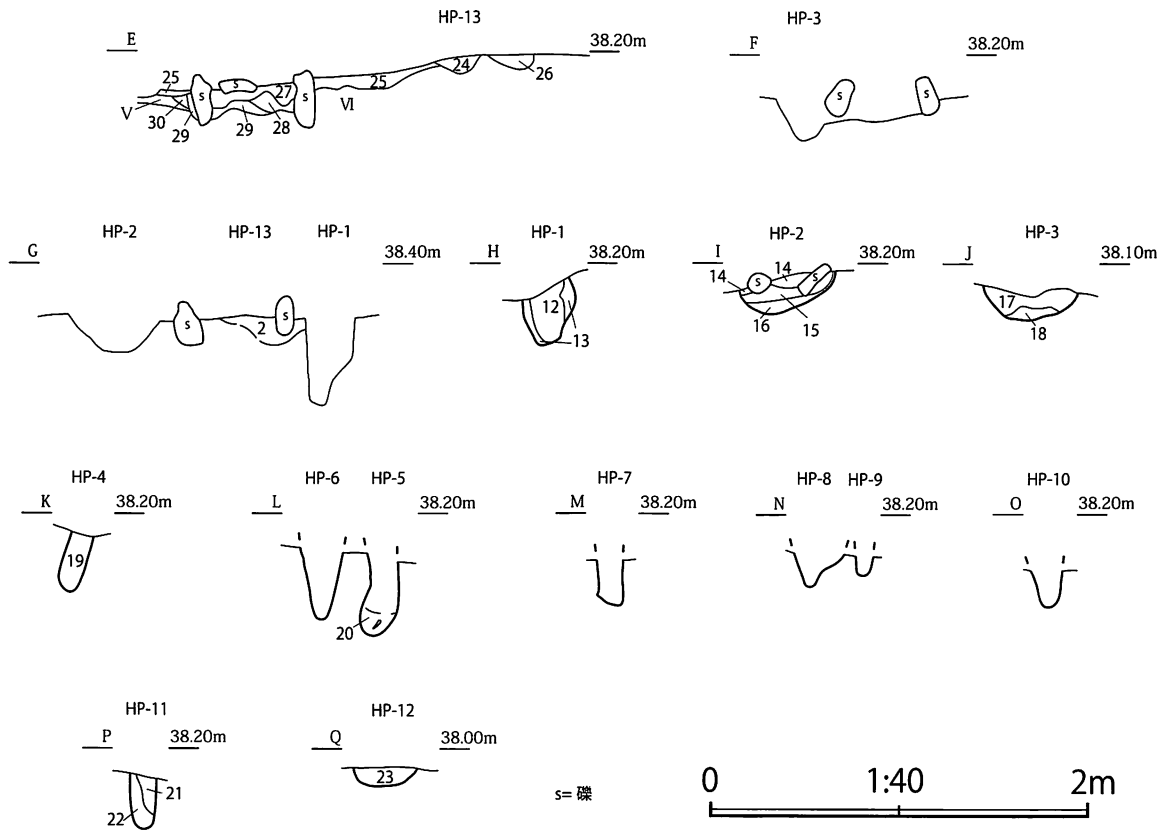 HP-13
E 38.20m
25 S S 27 S 25 24 26
V 30 29 29 28 VI
HP-3
F 38.20m
S S
HP-2 HP-13 HP-1
G 38.40m
S 2 S
HP-1
H 38.20m
12
13
HP-2
I 38.20m
14 14 S S
16 15
HP-3
J 38.10m
17
18
HP-4
K 38.20m
19
HP-6 HP-5
L 38.20m
20
HP-7
M 38.20m
HP-8 HP-9
N 38.20m
HP-10
O 38.20m
HP-11
P 38.20m
21
22
HP-12
Q 38.00m
23
s= 礫
0 1:40 2m